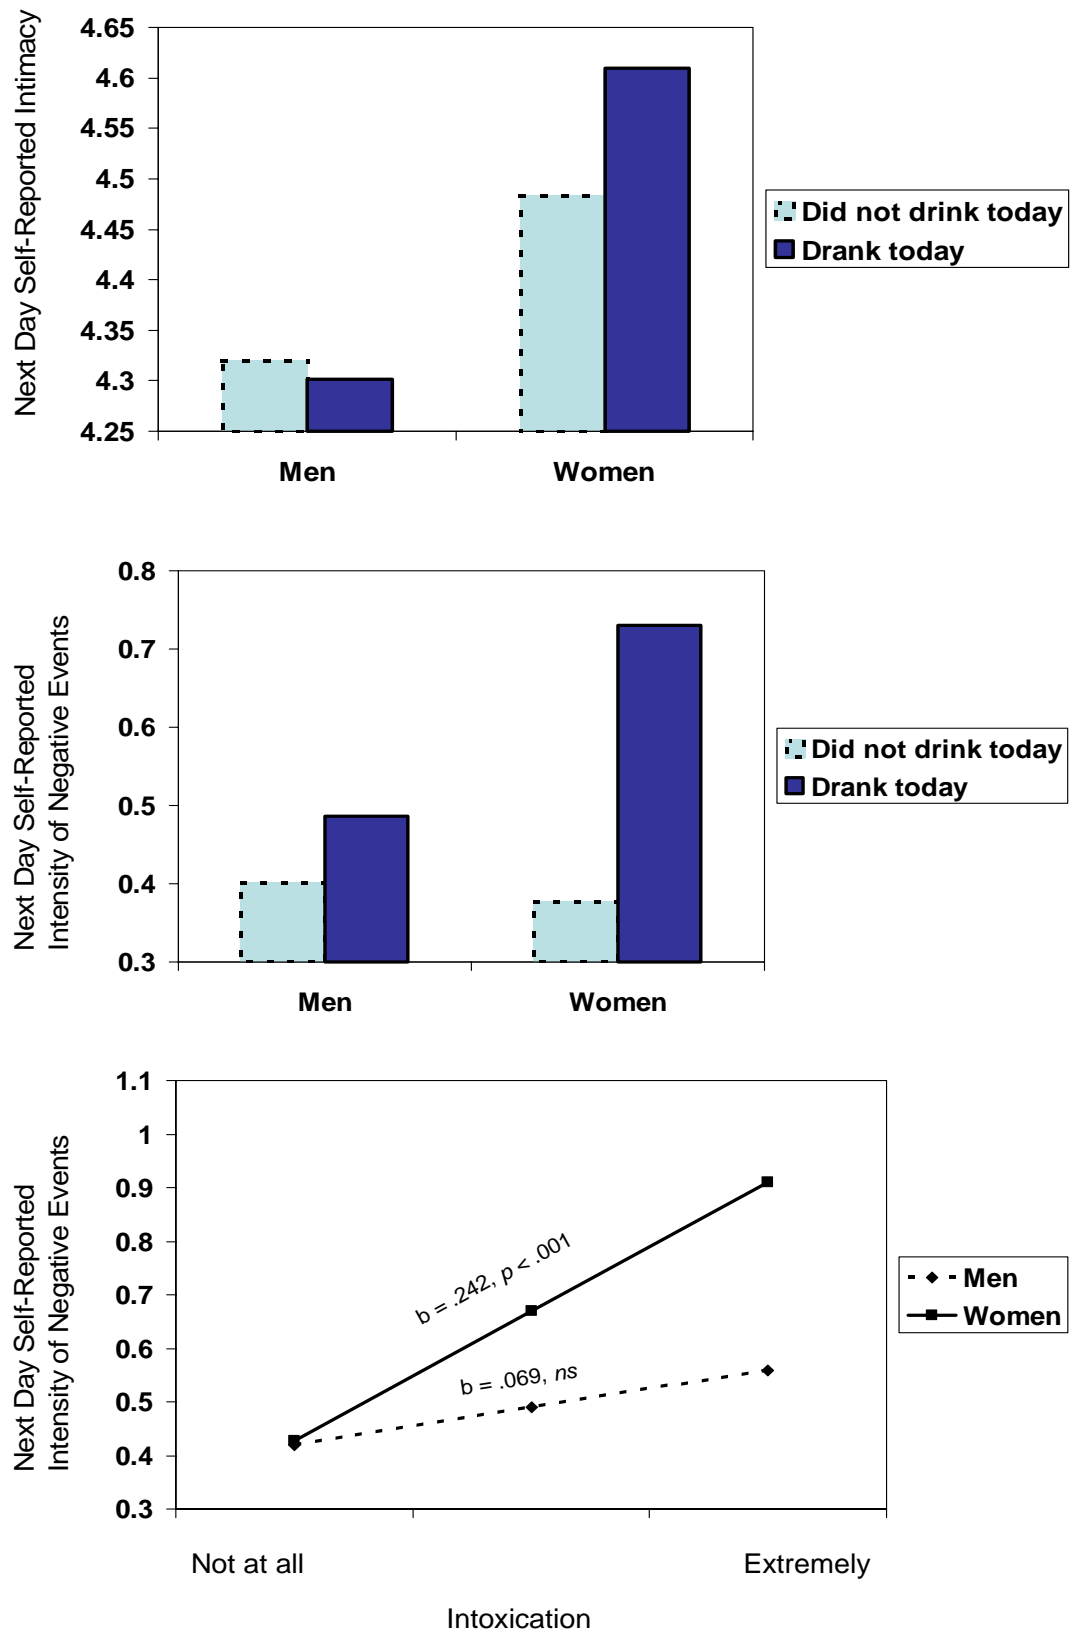 Next Day Self-Reported Intimacy
4.65
4.6
4.55
4.5
4.45
4.4
4.35
4.3
4.25
Men
Women
Did not drink today
Drank today
Next Day Self-Reported
Intensity of Negative Events
0.8
0.7
0.6
0.5
0.4
0.3
Men
Women
Did not drink today
Drank today
Next Day Self-Reported
Intensity of Negative Events
1.1
1
0.9
0.8
0.7
0.6
0.5
0.4
0.3
b = .242, p < .001
b = .069, ns
Men
Women
Not at all
Extremely
Intoxication